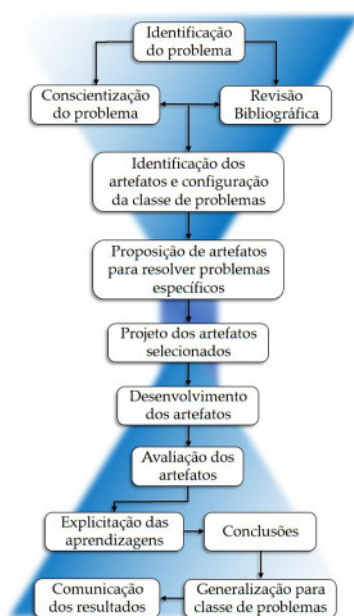 Identificação
do problema
Conscientização
do problema
Revisão
Bibliográfica
Identificação dos
artefatos e configuração
da classe de problemas
Proposição de artefatos
para resolver problemas
específicos
Projeto dos artefatos
selecionados
Desenvolvimento
dos artefatos
Avaliação dos
artefatos
Explicitação das
aprendizagens
Conclusões
Comunicação
dos resultados
Generalização para
classe de problemas